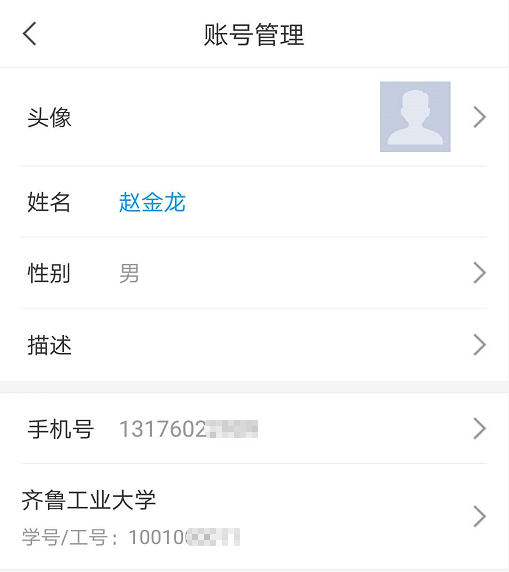 账号管理
头像
姓名 赵金龙
性别 男
描述
手机号 1317602
齐鲁工业大学
学号/工号：10010